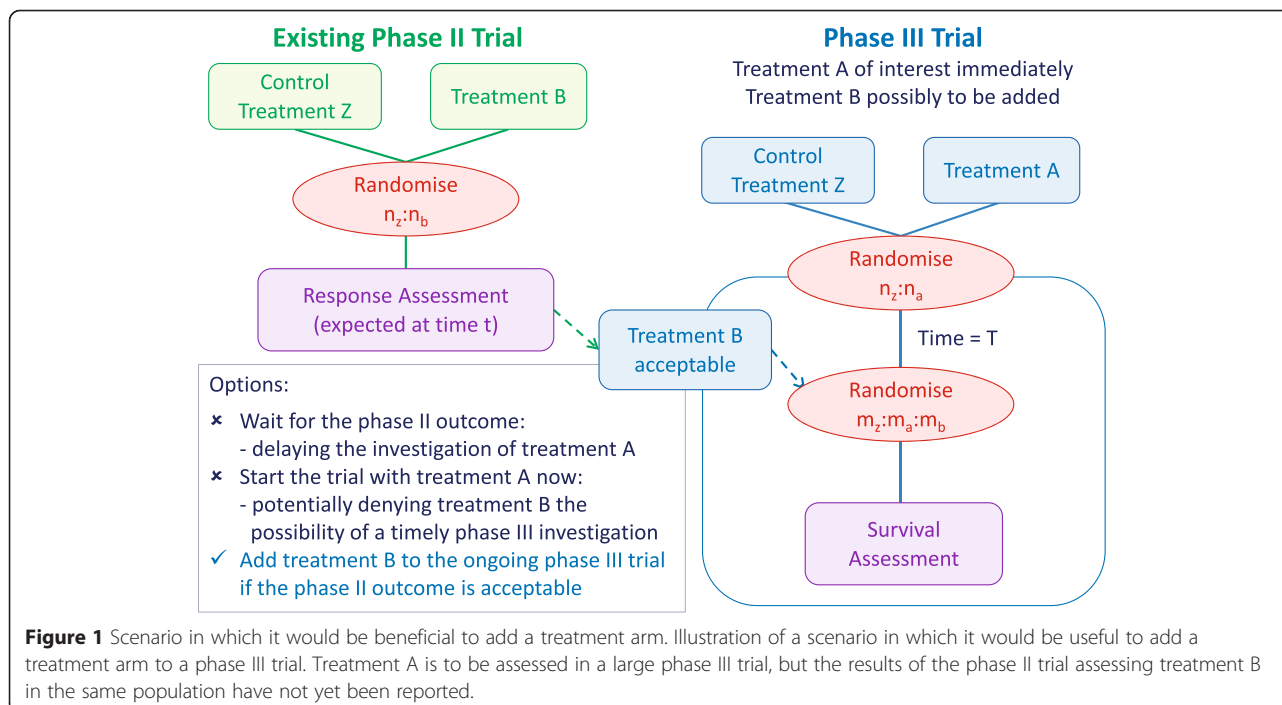 Existing Phase II Trial
Control
Treatment Z
Treatment B
Randomise
n_z:n_b
Response Assessment
(expected at time t)
Phase III Trial
Treatment A of interest immediately
Treatment B possibly to be added
Control
Treatment Z
Treatment A
Randomise
n_z:n_a
Time = T
Treatment B
acceptable
Randomise
m_z:m_a:m_b
Survival
Assessment
Options:
✗ Wait for the phase II outcome:
- delaying the investigation of treatment A
✗ Start the trial with treatment A now:
- potentially denying treatment B the
possibility of a timely phase III investigation
✓ Add treatment B to the ongoing phase III trial
if the phase II outcome is acceptable
Figure 1 Scenario in which it would be beneficial to add a treatment arm. Illustration of a scenario in which it would be useful to add a
treatment arm to a phase III trial. Treatment A is to be assessed in a large phase III trial, but the results of the phase II trial assessing treatment B
in the same population have not yet been reported.